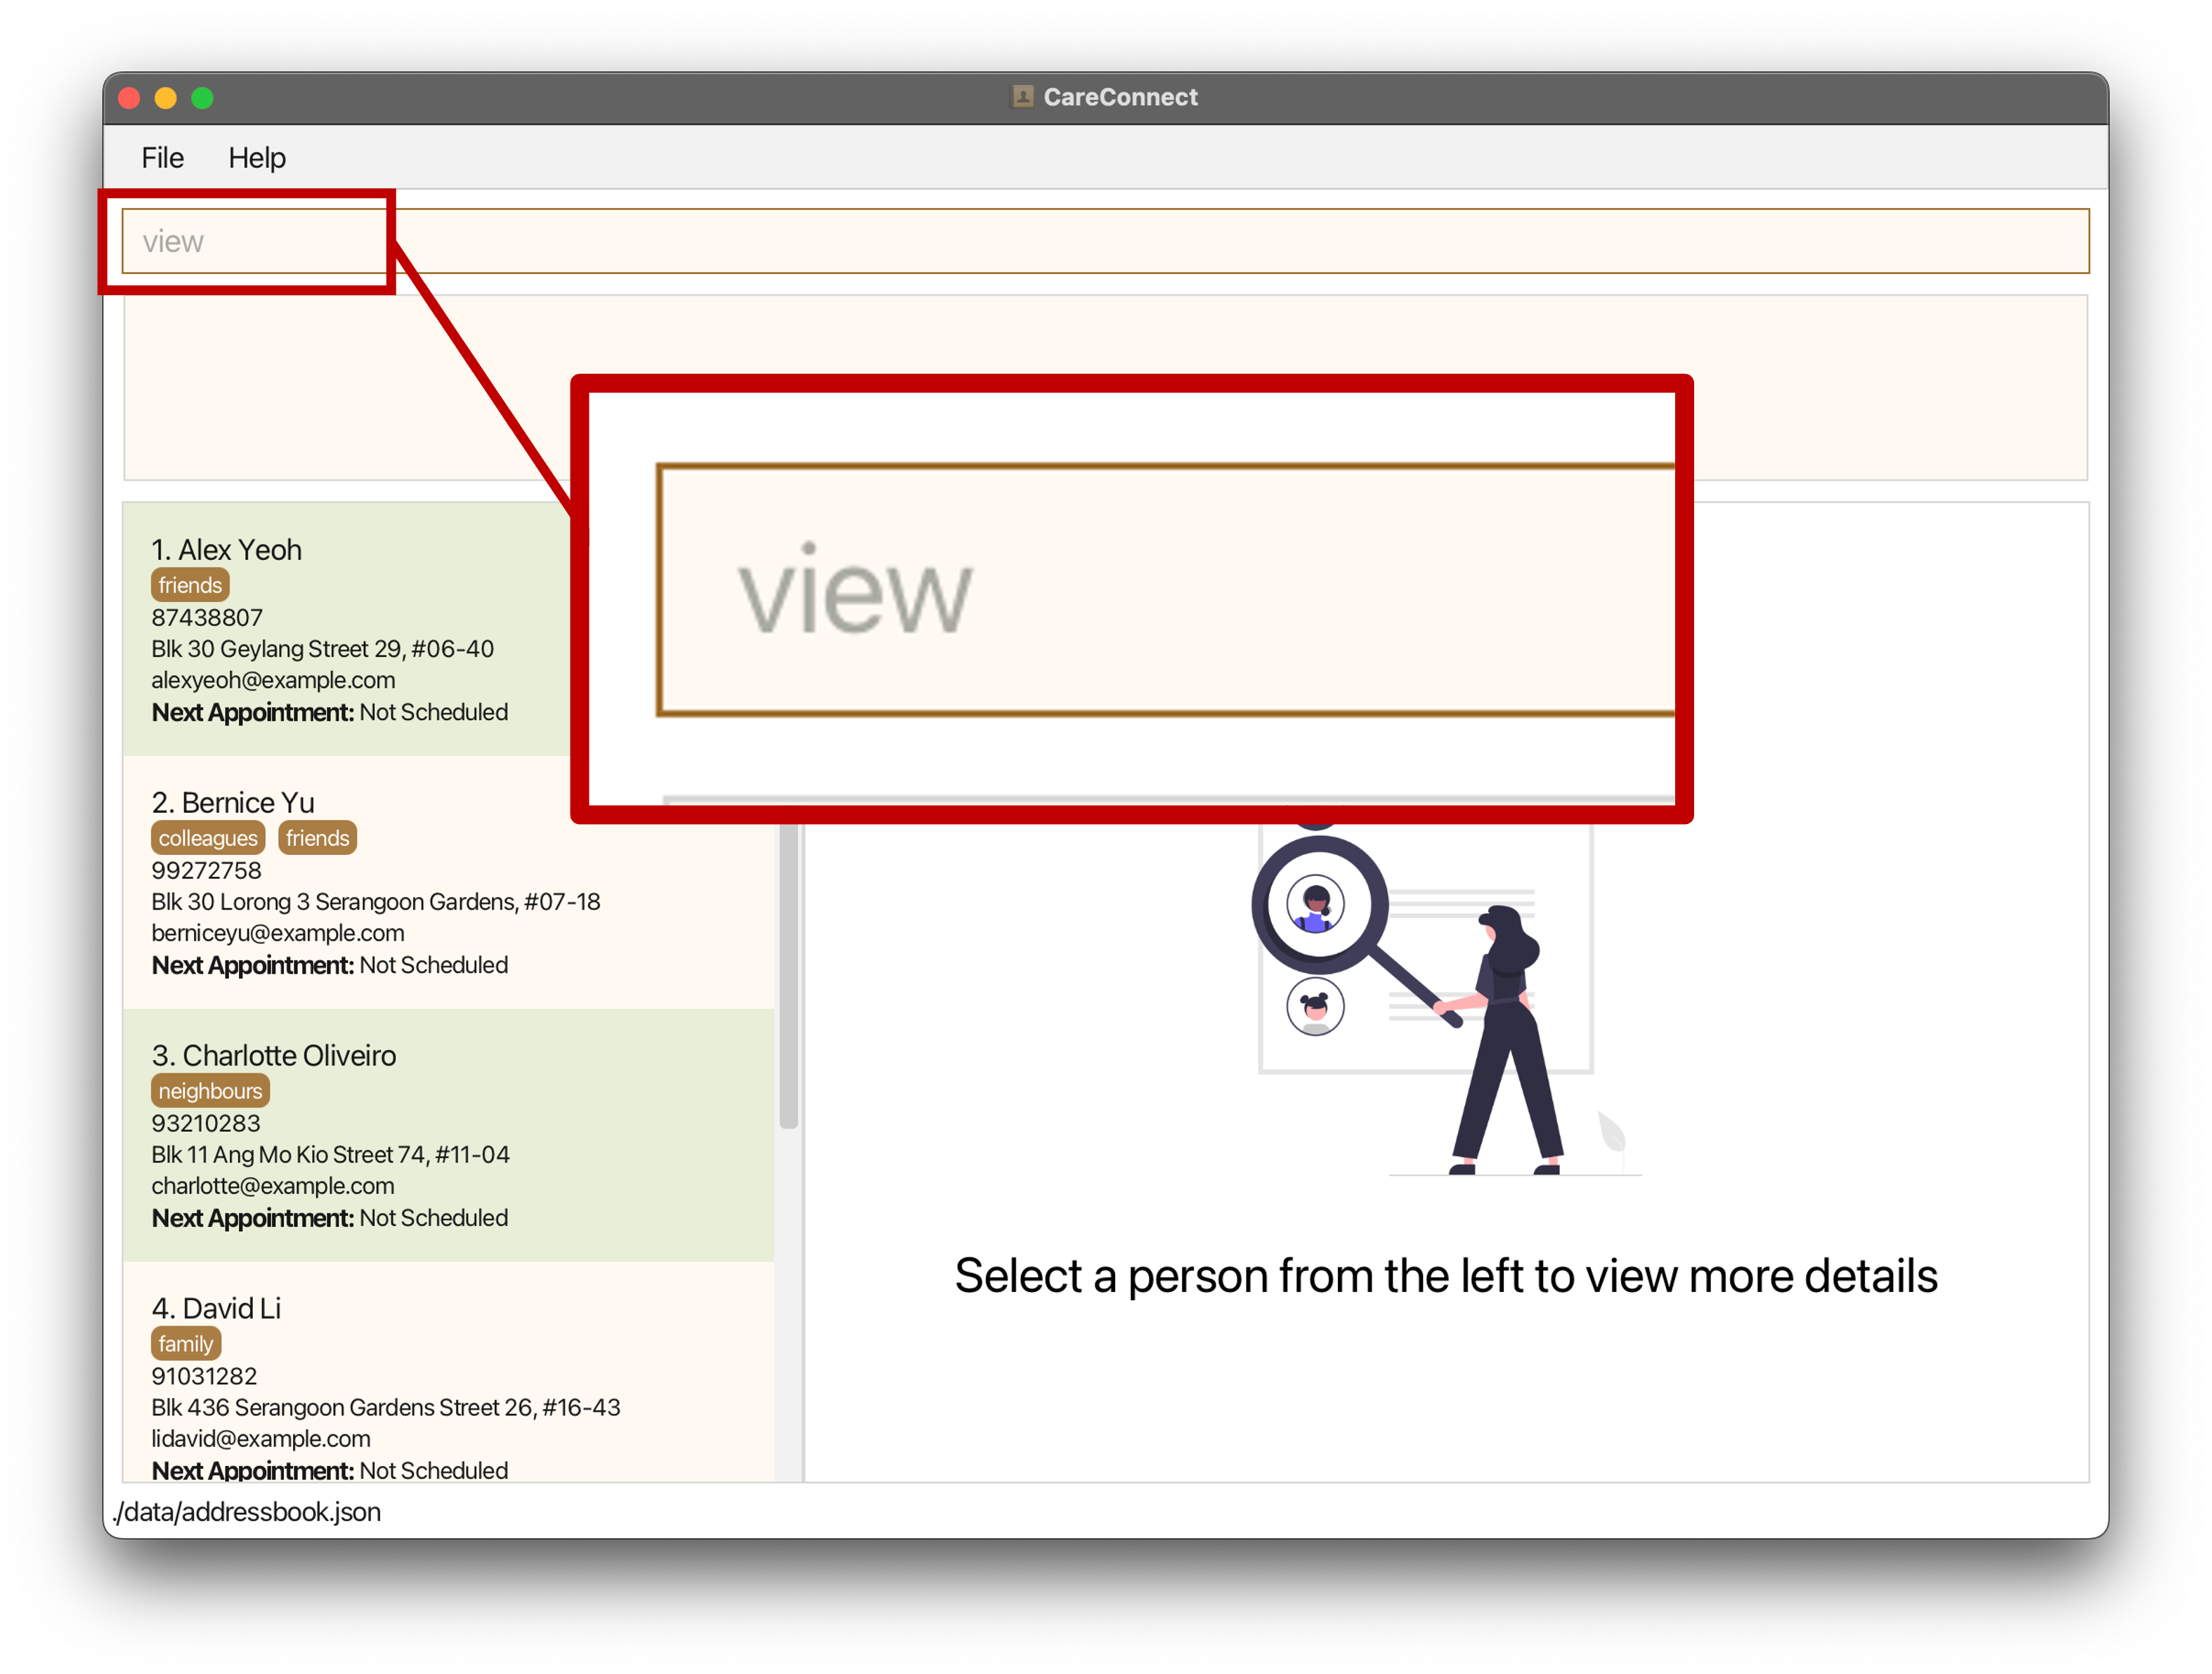 CareConnect
File Help
view
view
1. Alex Yeoh
friends
87438807
Blk 30 Geylang Street 29, #06-40
alexyeoh@example.com
Next Appointment: Not Scheduled
2. Bernice Yu
colleagues friends
99272758
Blk 30 Lorong 3 Serangoon Gardens, #07-18
berniceyu@example.com
Next Appointment: Not Scheduled
3. Charlotte Oliveiro
neighbours
93210283
Blk 11 Ang Mo Kio Street 74, #11-04
charlotte@example.com
Next Appointment: Not Scheduled
4. David Li
family
91031282
Blk 436 Serangoon Gardens Street 26, #16-43
lidavid@example.com
Next Appointment: Not Scheduled
Select a person from the left to view more details
./data/addressbook.json